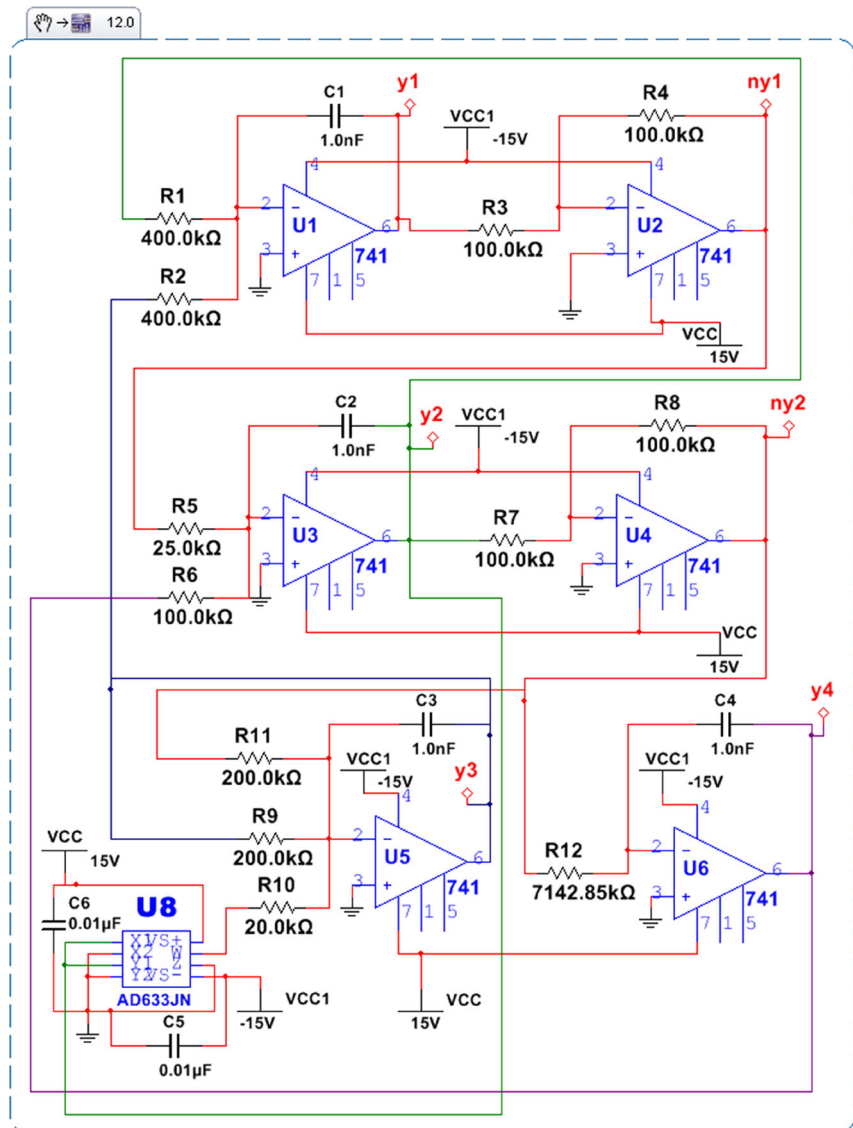 12.0
y1
ny1
C1
1.0nF
VCC1
-15V
R4
100.0kΩ
R1
400.0kΩ
4
2
3
U1
6
741
7
1
5
R3
100.0kΩ
4
2
3
U2
6
741
7
1
5
R2
400.0kΩ
VCC
15V
C2
1.0nF
y2
VCC1
-15V
R8
100.0kΩ
ny2
R5
25.0kΩ
4
2
3
U3
6
741
7
1
5
R7
100.0kΩ
4
2
3
U4
6
741
7
1
5
R6
100.0kΩ
VCC
15V
C3
1.0nF
C4
1.0nF
y4
R11
200.0kΩ
VCC1
-15V
y3
VCC1
-15V
R9
200.0kΩ
4
2
3
U5
6
741
7
1
5
R12
7142.85kΩ
4
2
3
U6
6
741
7
1
5
VCC
15V
R10
20.0kΩ
C6
0.01µF
U8
X1 VS+
X2 W
Y1 Z
Y2 VS-
AD633JN
VCC1
-15V
C5
0.01µF
VCC
15V